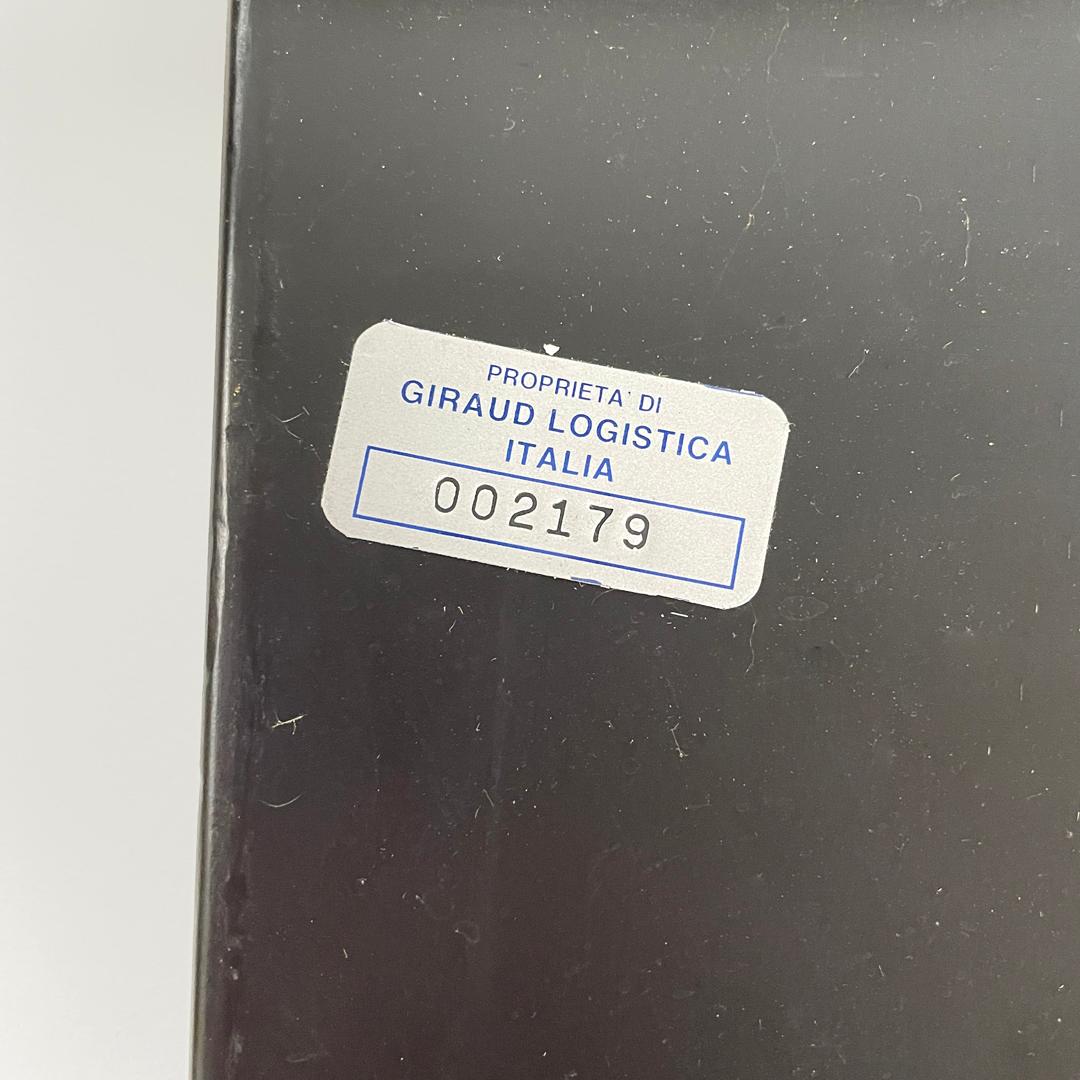 PROPRIETA' DI
GIRAUD LOGISTICA
ITALIA
002179